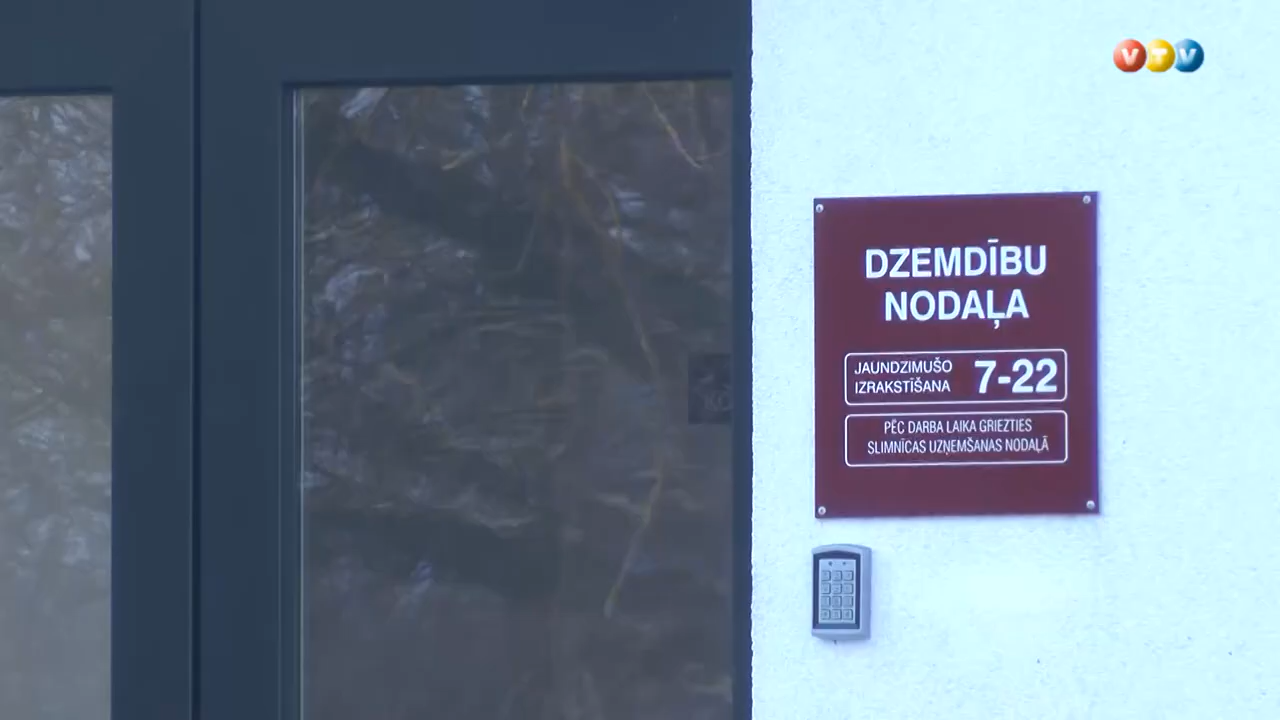 VTV
DZEMDĪBU
NODAĻA
JAUNDZIMUŠO
IZRAKSTĪŠANA
7-22
PĒC DARBA LAIKA GRIEZTIES
SLIMNĪCAS UZŅEMŠANAS NODAĻĀ